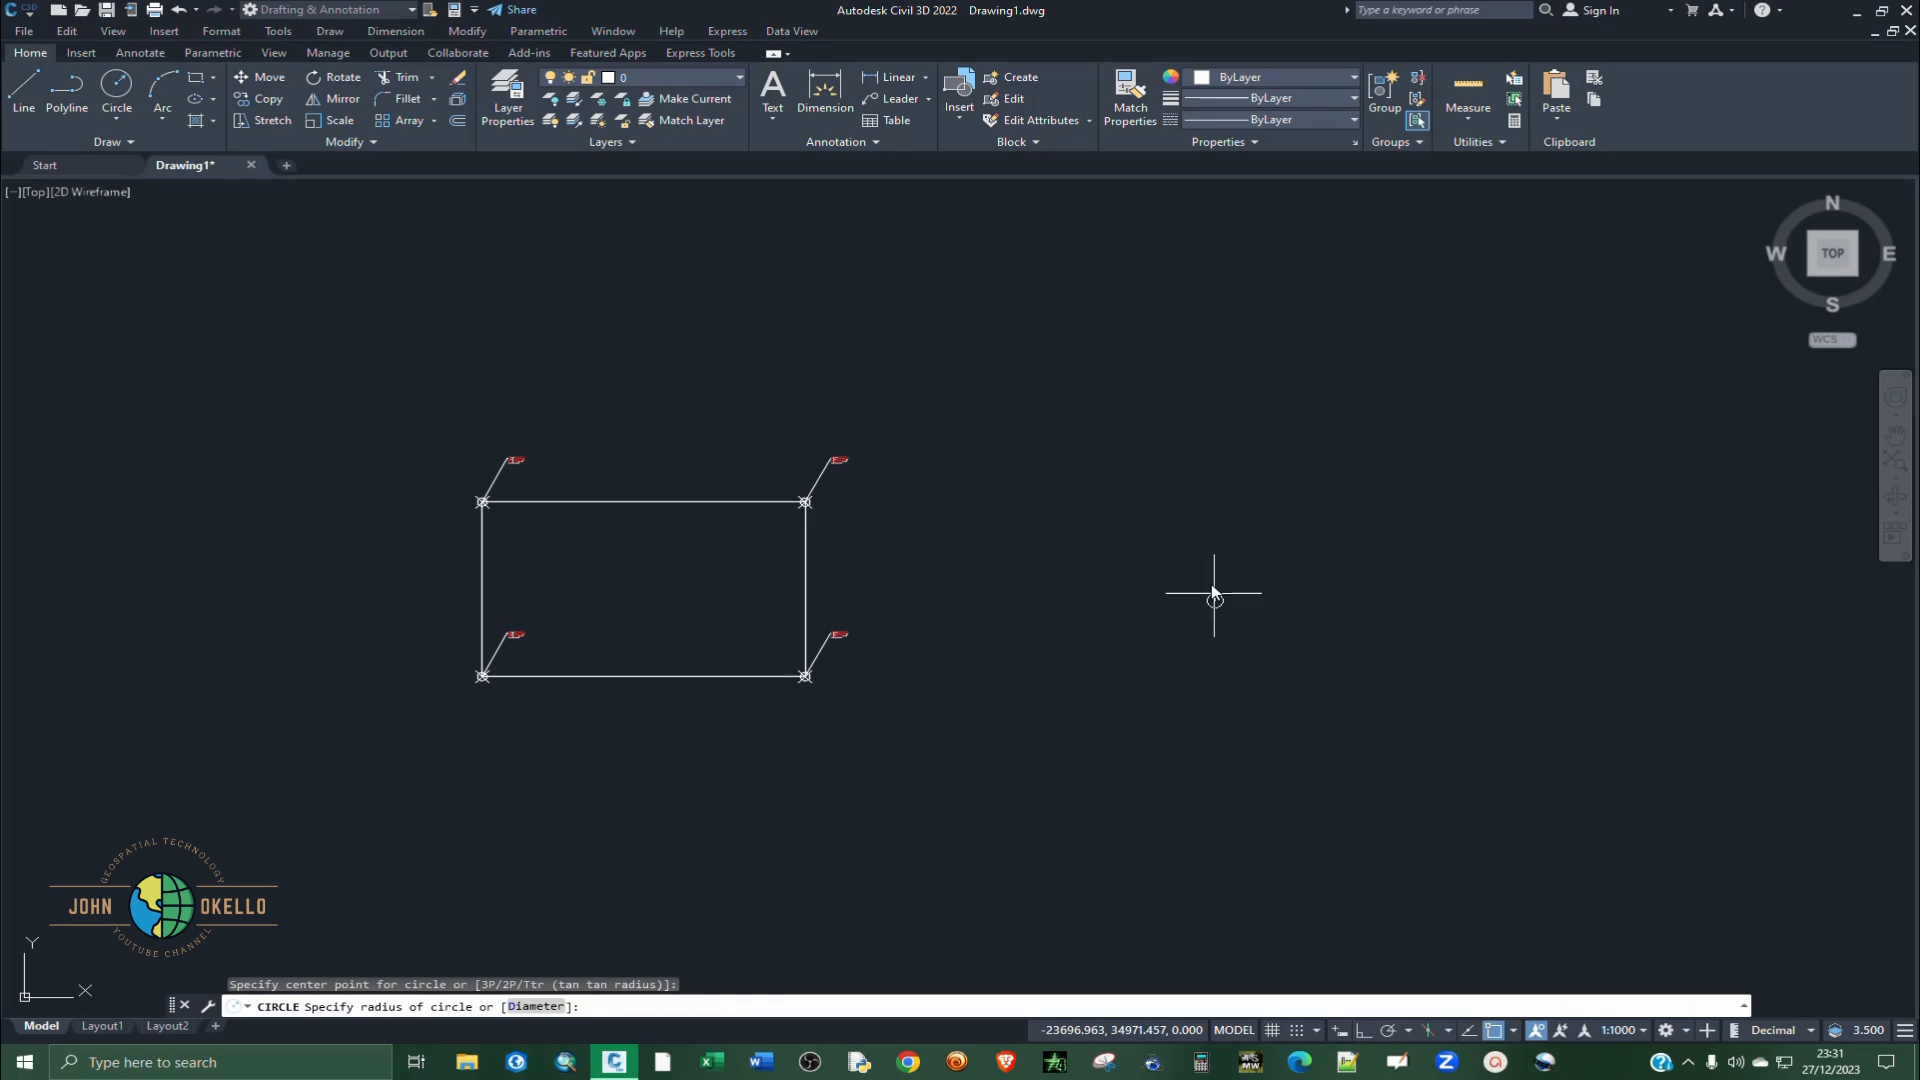 C3D
Drafting & Annotation
Share
Autodesk Civil 3D 2022 Drawing1.dwg
Type a keyword or phrase
Sign In
File Edit View Insert Format Tools Draw Dimension Modify Parametric Window Help Express Data View
Home Insert Annotate Parametric View Manage Output Collaborate Add-ins Featured Apps Express Tools
Line Polyline Circle Arc
Move Rotate Trim
Copy Mirror Fillet
Stretch Scale Array
Layer Properties
0
Make Current
Match Layer
Text Dimension
Linear
Leader
Table
Insert
Create
Edit
Edit Attributes
Match Properties
ByLayer
ByLayer
ByLayer
Group
Measure
Paste
Draw Modify Layers Annotation Block Properties Groups Utilities Clipboard
Start Drawing1*
[−][Top][2D Wireframe]
N
W TOP E
S
WCS
GEOSPATIAL TECHNOLOGY
JOHN OKELLO
YOUTUBE CHANNEL
Y
X
Specify center point for circle or [3P/2P/Ttr (tan tan radius)]:
CIRCLE Specify radius of circle or [Diameter]:
Model Layout1 Layout2
-23696.963, 34971.457, 0.000 MODEL
1:1000
Decimal
3.500
Type here to search
23:31
27/12/2023